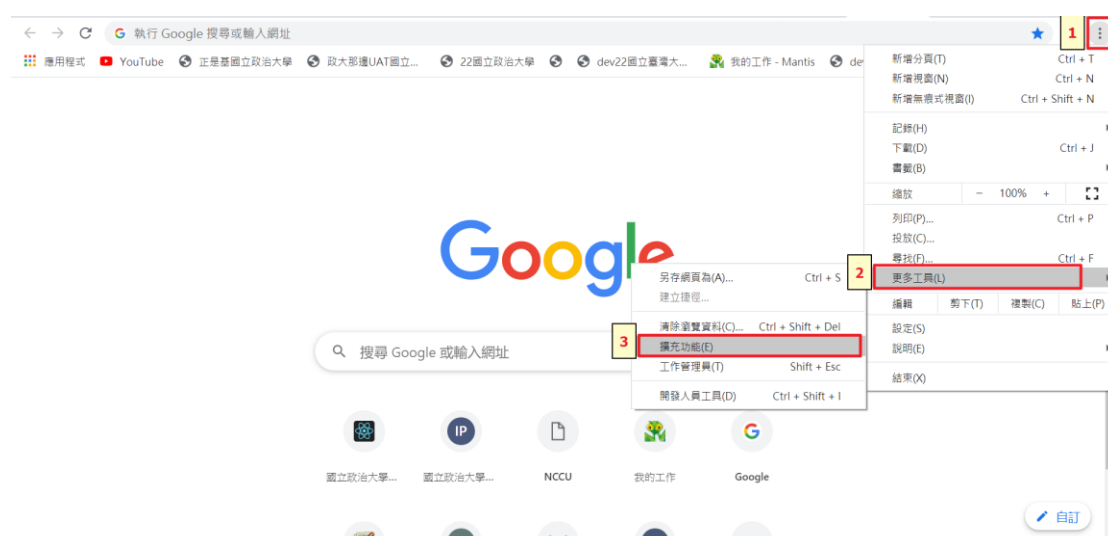 執行 Google 搜尋或輸入網址
1
應用程式 YouTube 正是基國立政治大學 政大那邊UAT國立... 22國立政治大學 dev22國立臺灣大... 我的工作 - Mantis de
新增分頁(T) Ctrl + T
新增視窗(N) Ctrl + N
新增無痕式視窗(I) Ctrl + Shift + N
記錄(H)
下載(D) Ctrl + J
書籤(B)
縮放 − 100% +
列印(P)... Ctrl + P
投放(C)...
尋找(F)... Ctrl + F
2 更多工具(L)
編輯 剪下(T) 複製(C) 貼上(P)
設定(S)
說明(E)
結束(X)
Google
另存網頁為(A)... Ctrl + S
建立捷徑...
清除瀏覽資料(C)... Ctrl + Shift + Del
3 擴充功能(E)
工作管理員(T) Shift + Esc
開發人員工具(D) Ctrl + Shift + I
搜尋 Google 或輸入網址
IP
國立政治大學... 國立政治大學... NCCU 我的工作 Google
自訂